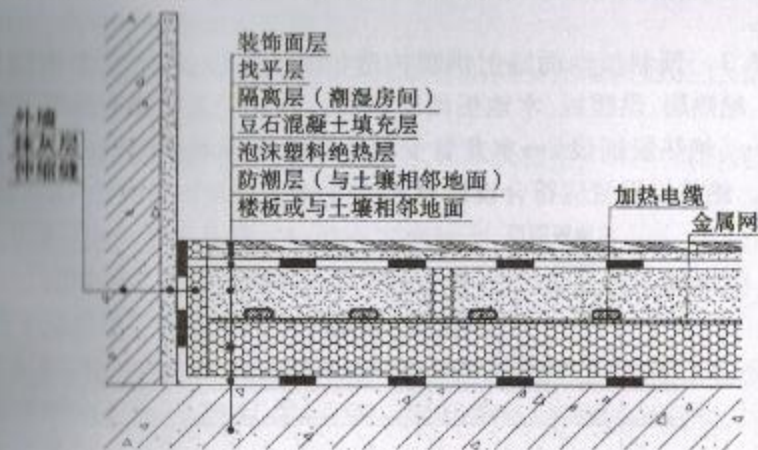 装饰面层
找平层
隔离层（潮湿房间）
豆石混凝土填充层
泡沫塑料绝热层
防潮层（与土壤相邻地面）
楼板或与土壤相邻地面
外墙
抹灰层
伸缩缝
加热电缆
金属网